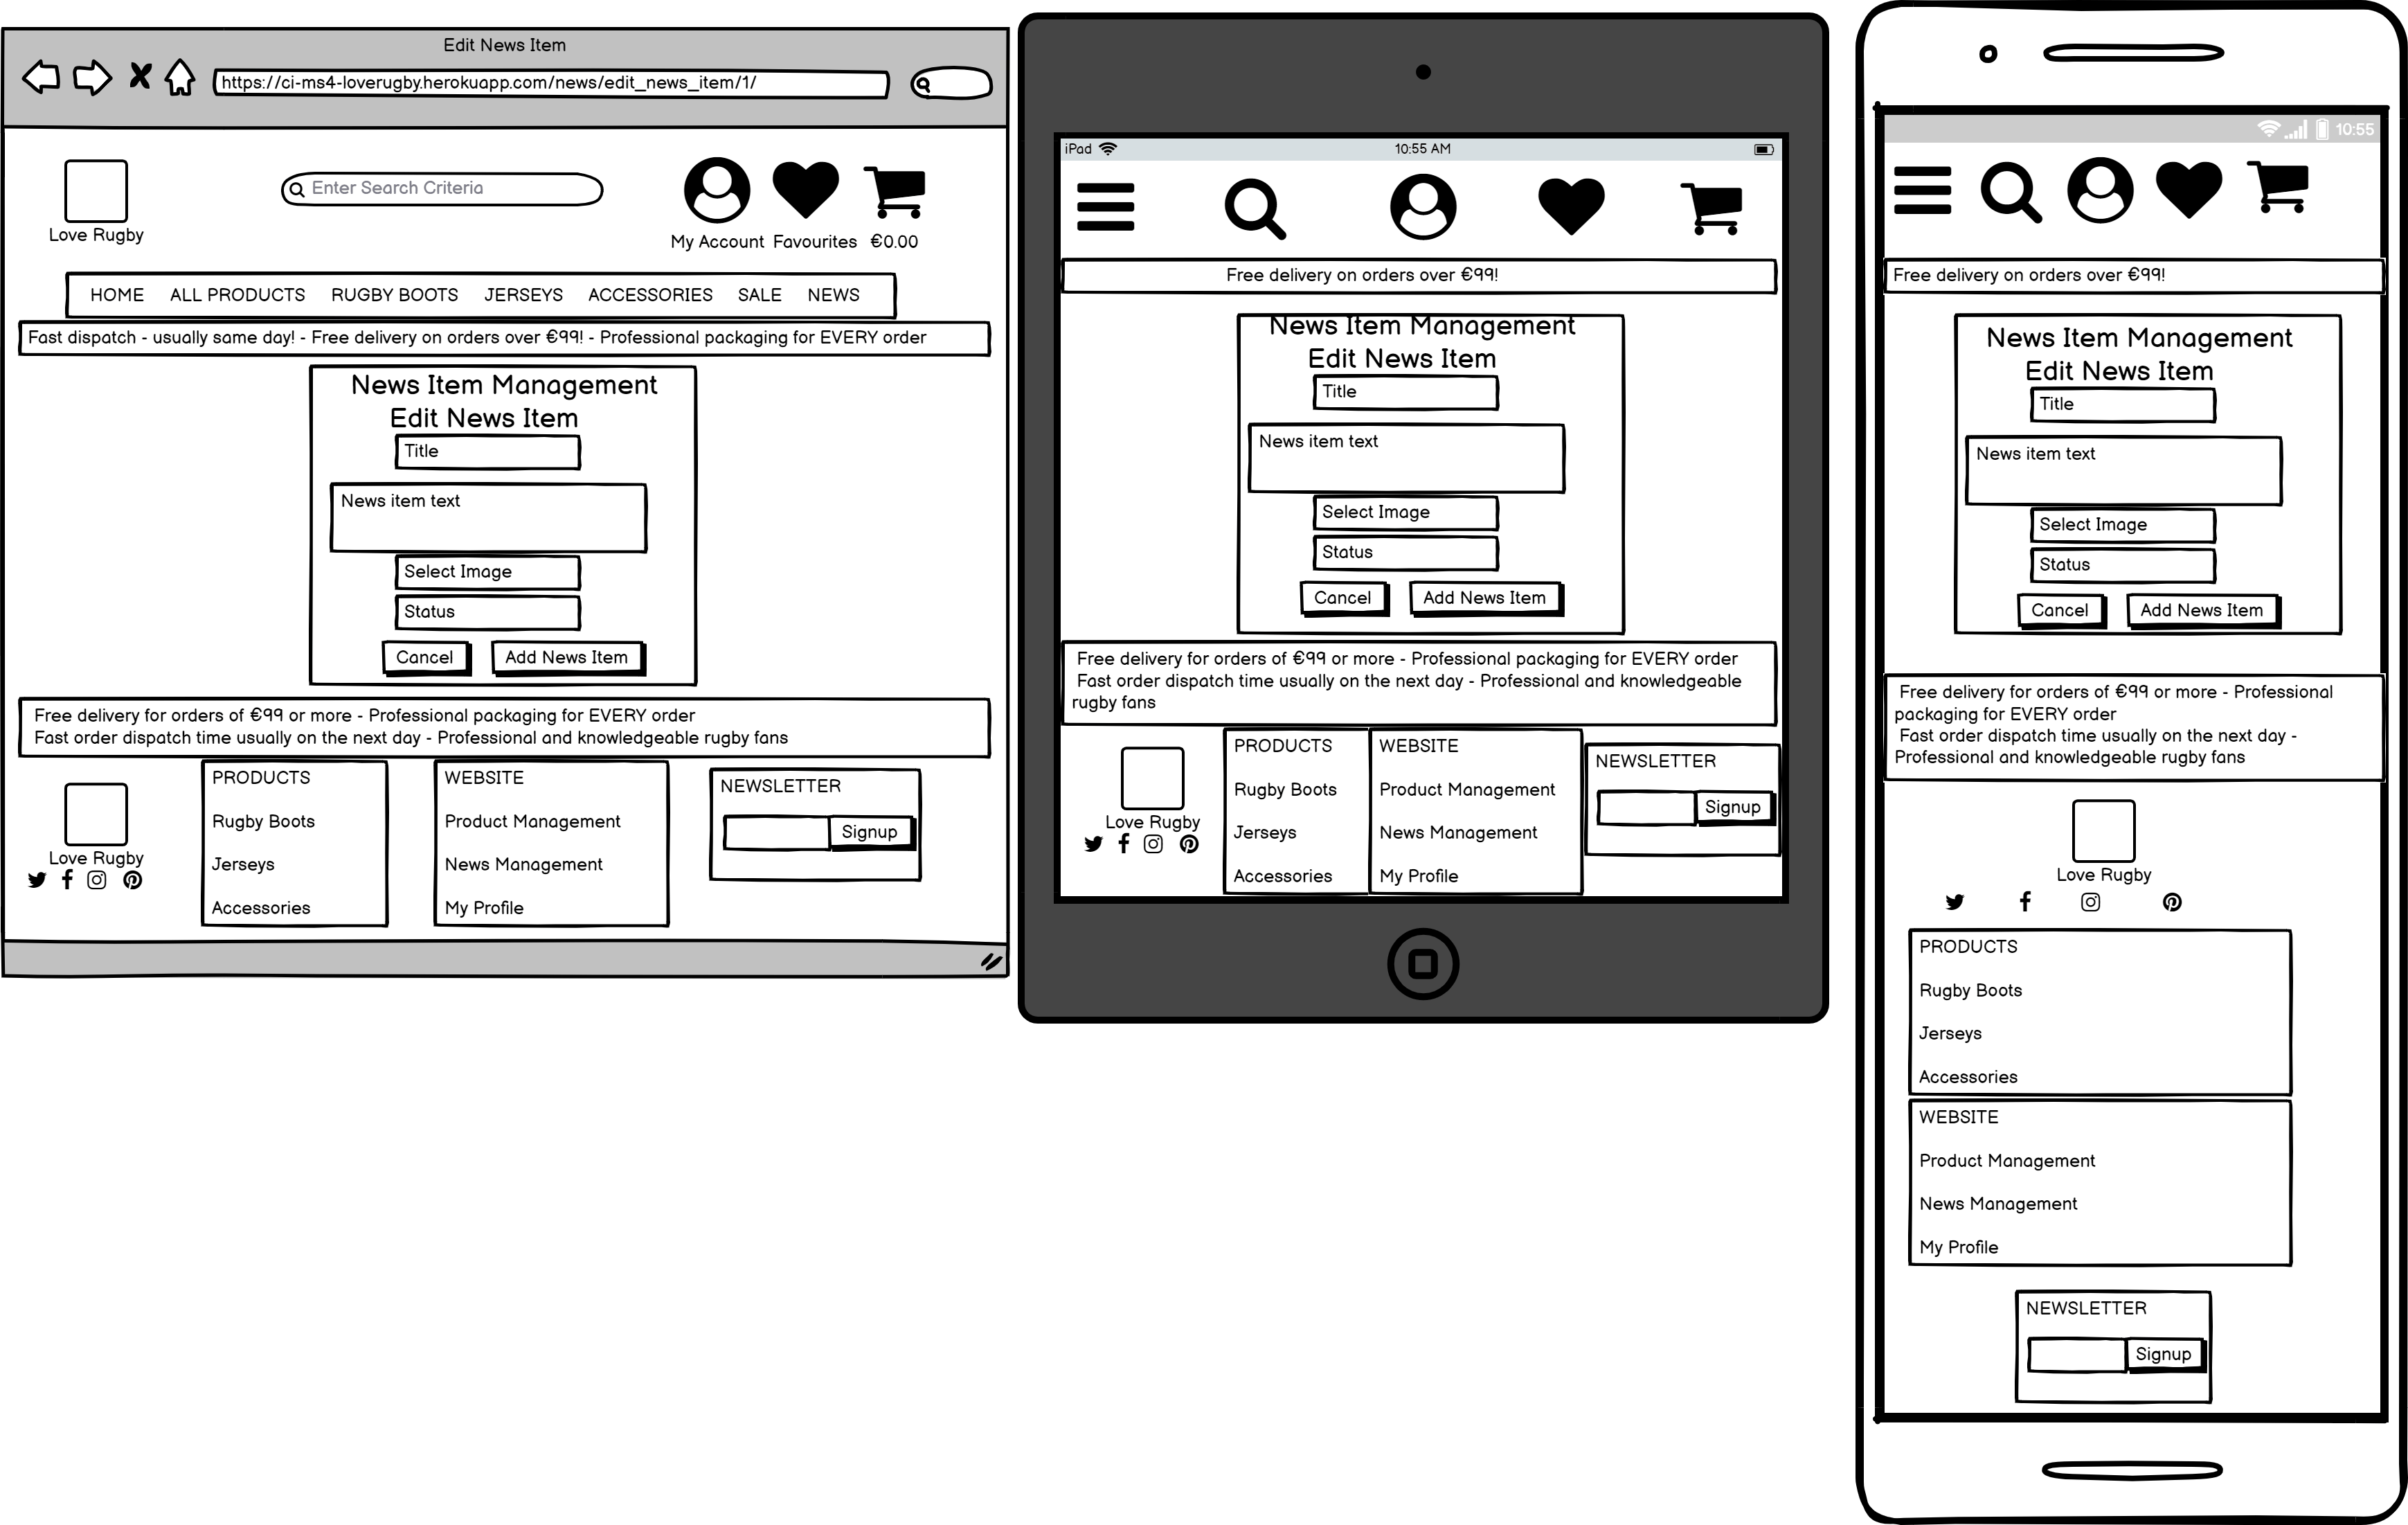 Edit News Item
https://ci-ms4-loverugby.herokuapp.com/news/edit_news_item/1/
Enter Search Criteria
Love Rugby
My Account Favourites €0.00
HOME ALL PRODUCTS RUGBY BOOTS JERSEYS ACCESSORIES SALE NEWS
Fast dispatch - usually same day! - Free delivery on orders over €99! - Professional packaging for EVERY order
News Item Management
Edit News Item
Title
News item text
Select Image
Status
Cancel Add News Item
Free delivery for orders of €99 or more - Professional packaging for EVERY order
Fast order dispatch time usually on the next day - Professional and knowledgeable rugby fans
Love Rugby
PRODUCTS
Rugby Boots
Jerseys
Accessories
WEBSITE
Product Management
News Management
My Profile
NEWSLETTER
Signup
iPad 10:55 AM
Free delivery on orders over €99!
News Item Management
Edit News Item
Title
News item text
Select Image
Status
Cancel Add News Item
Free delivery for orders of €99 or more - Professional packaging for EVERY order
Fast order dispatch time usually on the next day - Professional and knowledgeable
rugby fans
Love Rugby
PRODUCTS
Rugby Boots
Jerseys
Accessories
WEBSITE
Product Management
News Management
My Profile
NEWSLETTER
Signup
10:55
Free delivery on orders over €99!
News Item Management
Edit News Item
Title
News item text
Select Image
Status
Cancel Add News Item
Free delivery for orders of €99 or more - Professional
packaging for EVERY order
Fast order dispatch time usually on the next day -
Professional and knowledgeable rugby fans
Love Rugby
PRODUCTS
Rugby Boots
Jerseys
Accessories
WEBSITE
Product Management
News Management
My Profile
NEWSLETTER
Signup